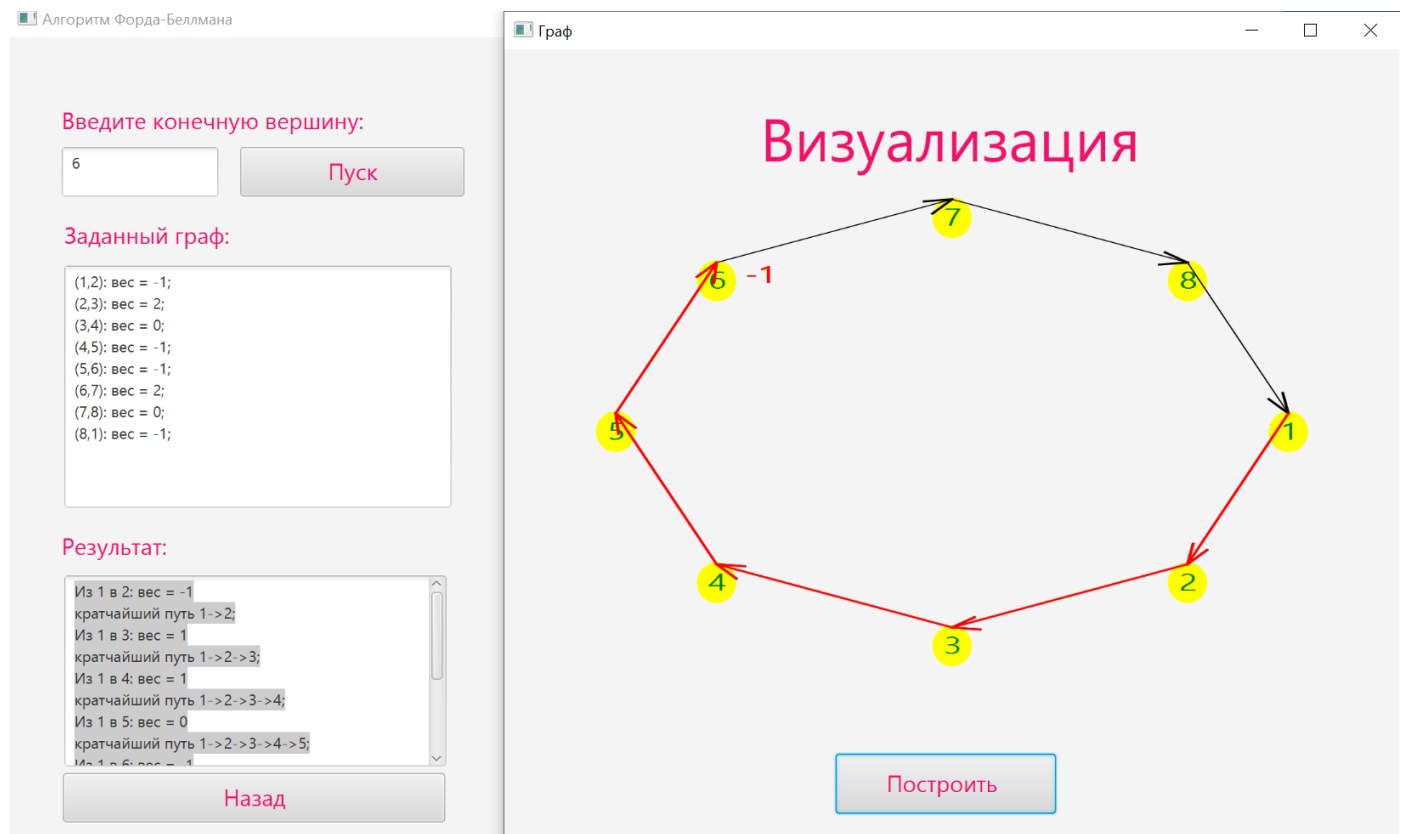 Алгоритм Форда-Беллмана
Введите конечную вершину:
6
Пуск
Заданный граф:
(1,2): вес = -1;
(2,3): вес = 2;
(3,4): вес = 0;
(4,5): вес = -1;
(5,6): вес = -1;
(6,7): вес = 2;
(7,8): вес = 0;
(8,1): вес = -1;
Результат:
Из 1 в 2: вес = -1
кратчайший путь 1->2;
Из 1 в 3: вес = 1
кратчайший путь 1->2->3;
Из 1 в 4: вес = 1
кратчайший путь 1->2->3->4;
Из 1 в 5: вес = 0
кратчайший путь 1->2->3->4->5;
Из 1 в 6: вес = -1
Назад
Граф
Визуализация
7
6 -1
8
5
1
4
2
3
Построить